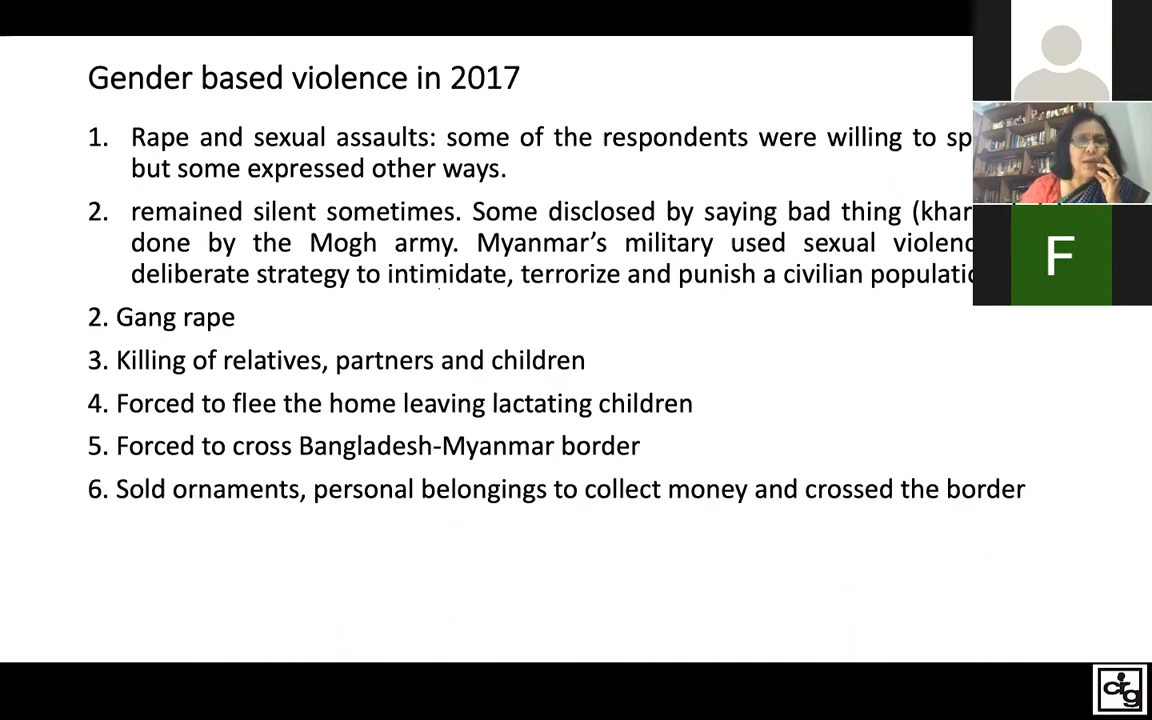 Gender based violence in 2017
1. Rape and sexual assaults: some of the respondents were willing to
but some expressed other ways.
2. remained silent sometimes. Some disclosed by saying bad thing
done by the Mogh army. Myanmar's military used sexual
deliberate strategy to intimidate, terrorize and punish a civilian
2. Gang rape
3. Killing of relatives, partners and children
4. Forced to flee the home leaving lactating children
5. Forced to cross Bangladesh-Myanmar border
6. Sold ornaments, personal belongings to collect money and crossed the border
F
cirg